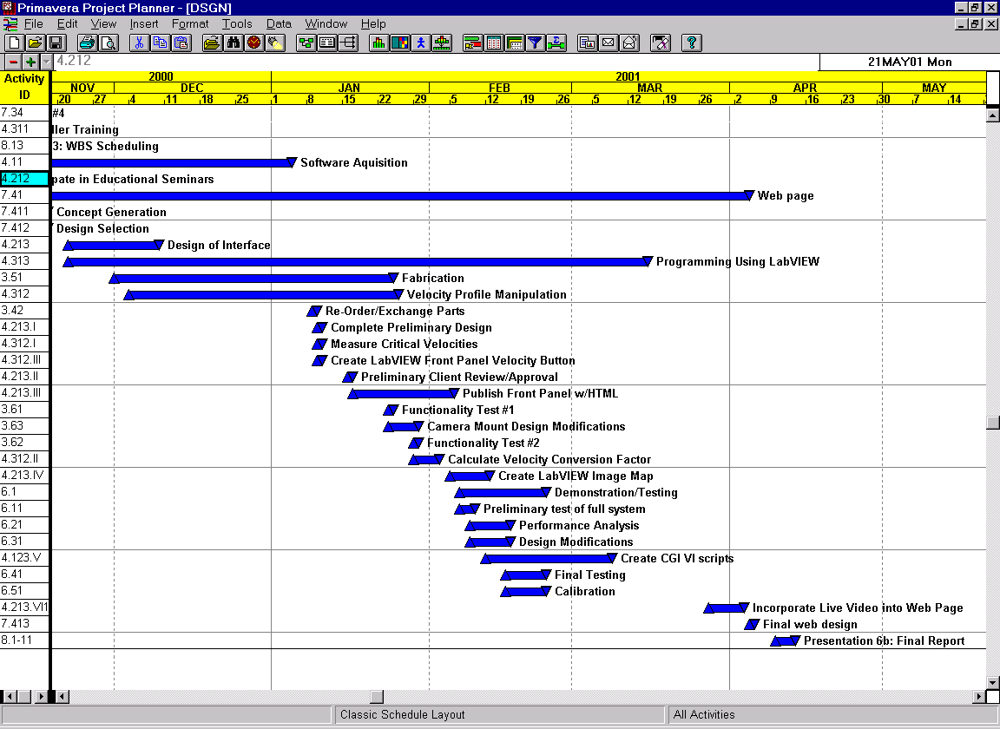 Primavera Project Planner - [DSGN]
File Edit View Insert Format Tools Data Window Help
4.212
21MAY01 Mon
Activity ID
2000 2001
NOV DEC JAN FEB MAR APR MAY
20 27 4 11 18 25 1 8 15 22 29 5 12 19 26 5 12 19 26 2 9 16 23 30 7 14
7.34 #4
4.311 ller Training
8.13 3: WBS Scheduling
4.11 Software Aquisition
4.212 pate in Educational Seminars
7.41 Web page
7.411 Concept Generation
7.412 Design Selection
4.213 Design of Interface
4.313 Programming Using LabVIEW
3.51 Fabrication
4.312 Velocity Profile Manipulation
3.42 Re-Order/Exchange Parts
4.213.I Complete Preliminary Design
4.312.I Measure Critical Velocities
4.312.III Create LabVIEW Front Panel Velocity Button
4.213.II Preliminary Client Review/Approval
4.213.III Publish Front Panel w/HTML
3.61 Functionality Test #1
3.63 Camera Mount Design Modifications
3.62 Functionality Test #2
4.312.II Calculate Velocity Conversion Factor
4.213.IV Create LabVIEW Image Map
6.1 Demonstration/Testing
6.11 Preliminary test of full system
6.21 Performance Analysis
6.31 Design Modifications
4.123.V Create CGI VI scripts
6.41 Final Testing
6.51 Calibration
4.213.VI1 Incorporate Live Video into Web Page
7.413 Final web design
8.1-11 Presentation 6b: Final Report
Classic Schedule Layout
All Activities